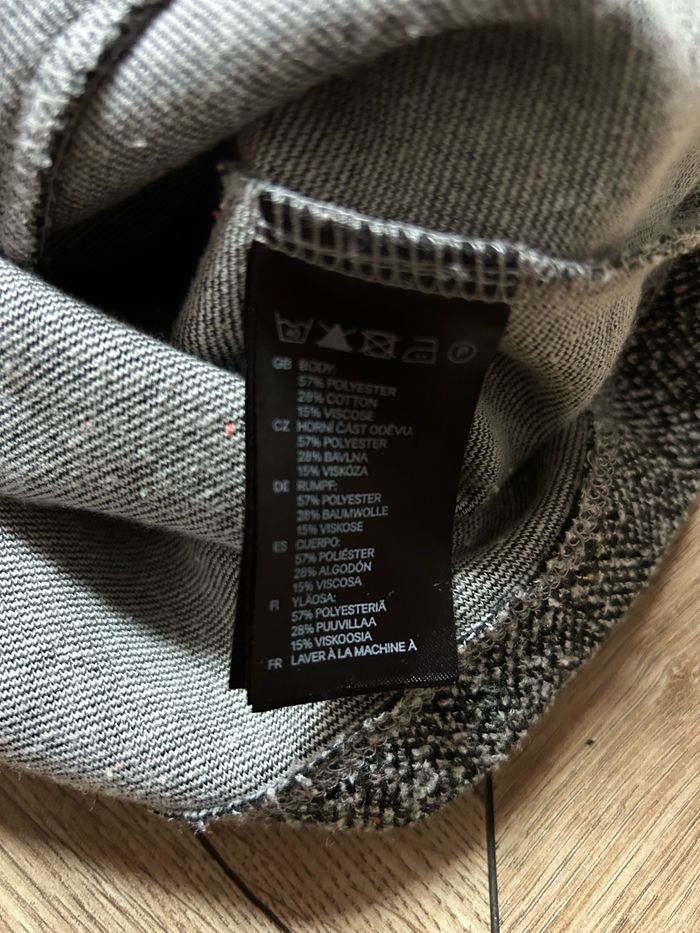 P
GB BODY:
57% POLYESTER
28% COTTON
15% VISCOSE
CZ HORNÍ ČÁST ODĚVU:
57% POLYESTER
28% BAVLNA
15% VISKÓZA
DE RUMPF:
57% POLYESTER
28% BAUMWOLLE
15% VISKOSE
ES CUERPO:
57% POLIÉSTER
28% ALGODÓN
15% VISCOSA
FI YLÄOSA:
57% POLYESTERIÄ
28% PUUVILLAA
15% VISKOOSIA
FR LAVER À LA MACHINE À